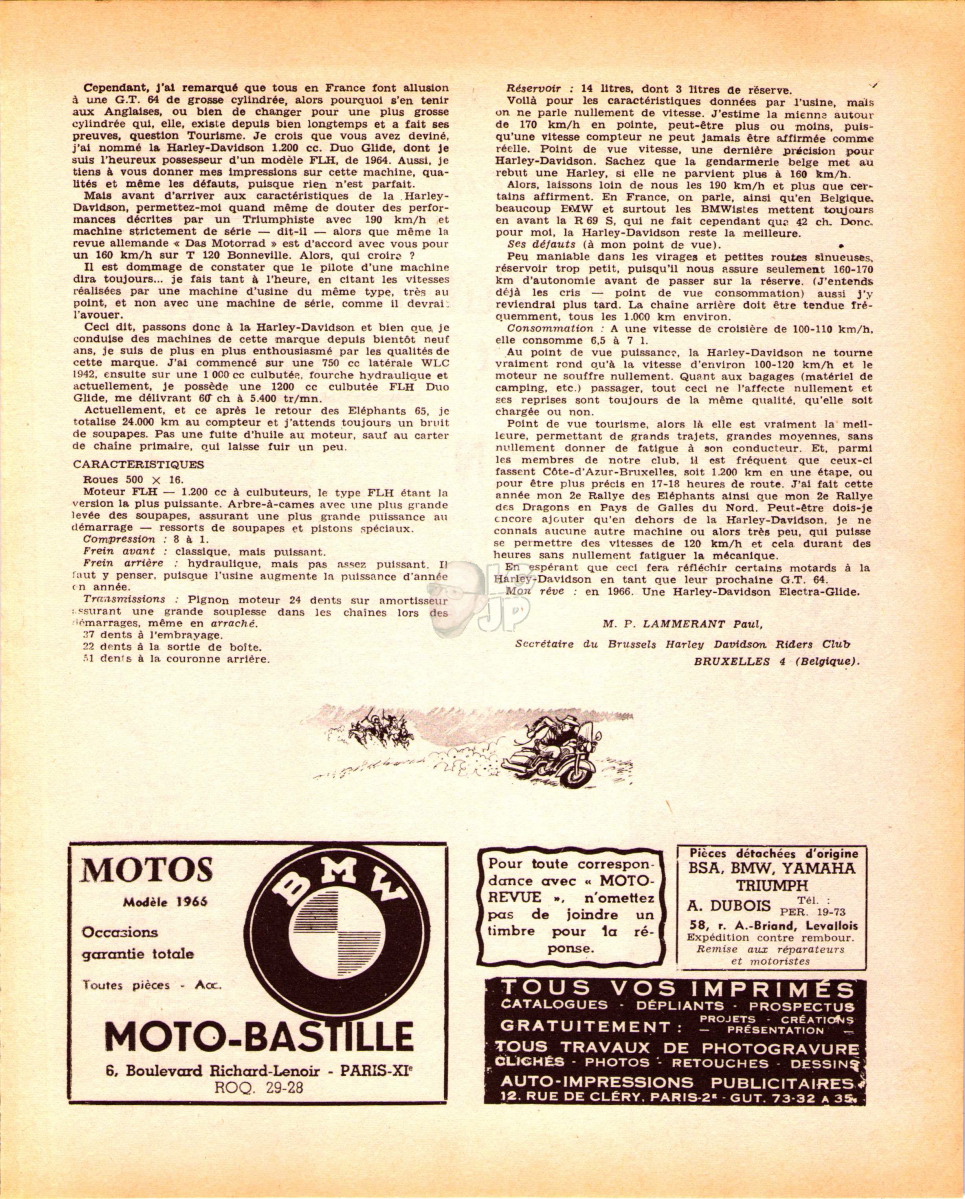 Cependant, j'ai remarqué que tous en France font allusion
à une G.T. 64 de grosse cylindrée, alors pourquoi s'en tenir
aux Anglaises, ou bien de changer pour une plus grosse
cylindrée qui, elle, existe depuis bien longtemps et a fait ses
preuves, question Tourisme. Je crois que vous avez deviné,
j'ai nommé la Harley-Davidson 1.200 cc. Duo Glide, dont je
suis l'heureux possesseur d'un modèle FLH, de 1964. Aussi, je
tiens à vous donner mes impressions sur cette machine, qua-
lités et même les défauts, puisque rien n'est parfait.
Mais avant d'arriver aux caractéristiques de la Harley-
Davidson, permettez-moi quand même de douter des perfor-
mances décrites par un Triumphiste avec 190 km/h et
machine strictement de série — dit-il — alors que même la
revue allemande « Das Motorrad » est d'accord avec vous pour
un 160 km/h sur T 120 Bonneville. Alors, qui croire ?
Il est dommage de constater que le pilote d'une machine
dira toujours... je fais tant à l'heure, en citant les vitesses
réalisées par une machine d'usine du même type, très au
point, et non avec une machine de série, comme il devrait
l'avouer.
Ceci dit, passons donc à la Harley-Davidson et bien que je
conduise des machines de cette marque depuis bientôt neuf
ans, je suis de plus en plus enthousiasmé par les qualités de
cette marque. J'ai commencé sur une 750 cc latérale WLC
1942, ensuite sur une 1 000 cc culbutée, fourche hydraulique et
actuellement, je possède une 1200 cc culbutée FLH Duo
Glide, me délivrant 60 ch à 5.400 tr/mn.
Actuellement, et ce aprés le retour des Eléphants 65, je
totalise 24.000 km au compteur et j'attends toujours un bruit
de soupapes. Pas une fuite d'huile au moteur, sauf au carter
de chaîne primaire, qui laisse fuir un peu.
CARACTERISTIQUES
Roues 500 × 16.
Moteur FLH — 1.200 cc à culbuteurs, le type FLH étant la
version la plus puissante. Arbre-à-cames avec une plus grande
levée des soupapes, assurant une plus grande puissance au
démarrage — ressorts de soupapes et pistons spéciaux.
Compression : 8 à 1.
Frein avant : classique, mais puissant.
Frein arrière : hydraulique, mais pas assez puissant. Il
faut y penser, puisque l'usine augmente la puissance d'année
en année.
Transmissions : Pignon moteur 24 dents sur amortisseur
assurant une grande souplesse dans les chaînes lors des
démarrages, même en arraché.
37 dents à l'embrayage.
22 dents à la sortie de boîte.
51 dents à la couronne arrière.
Réservoir : 14 litres, dont 3 litres de réserve.
Voilà pour les caractéristiques données par l'usine, mais
on ne parle nullement de vitesse. J'estime la mienne autour
de 170 km/h en pointe, peut-être plus ou moins, puis-
qu'une vitesse compteur ne peut jamais être affirmée comme
réelle. Point de vue vitesse, une dernière précision pour
Harley-Davidson. Sachez que la gendarmerie belge met au
rebut une Harley, si elle ne parvient plus à 160 km/h.
Alors, laissons loin de nous les 190 km/h et plus que cer-
tains affirment. En France, on parle, ainsi qu'en Belgique,
beaucoup BMW et surtout les BMWistes mettent toujours
en avant la R 69 S, qui ne fait cependant que 42 ch. Donc,
pour moi, la Harley-Davidson reste la meilleure.
Ses défauts (à mon point de vue).
Peu maniable dans les virages et petites routes sinueuses,
réservoir trop petit, puisqu'il nous assure seulement 160-170
km d'autonomie avant de passer sur la réserve. (J'entends
déjà les cris — point de vue consommation) aussi j'y
reviendrai plus tard. La chaîne arrière doit être tendue fré-
quemment, tous les 1.000 km environ.
Consommation : A une vitesse de croisière de 100-110 km/h,
elle consomme 6,5 à 7 l.
Au point de vue puissance, la Harley-Davidson ne tourne
vraiment rond qu'à la vitesse d'environ 100-120 km/h et le
moteur ne souffre nullement. Quant aux bagages (matériel de
camping, etc.) passager, tout ceci ne l'affecte nullement et
ses reprises sont toujours de la même qualité, qu'elle soit
chargée ou non.
Point de vue tourisme, alors là elle est vraiment la meil-
leure, permettant de grands trajets, grandes moyennes, sans
nullement donner de fatigue à son conducteur. Et, parmi
les membres de notre club, il est fréquent que ceux-ci
fassent Côte-d'Azur-Bruxelles, soit 1.200 km en une étape, ou
pour être plus précis en 17-18 heures de route. J'ai fait cette
année mon 2e Rallye des Eléphants ainsi que mon 2e Rallye
des Dragons en Pays de Galles du Nord. Peut-être dois-je
encore ajouter qu'en dehors de la Harley-Davidson, je ne
connais aucune autre machine ou alors très peu, qui puisse
se permettre des vitesses de 120 km/h et cela durant des
heures sans nullement fatiguer la mécanique.
En espérant que ceci fera réfléchir certains motards à la
Harley-Davidson en tant que leur prochaine G.T. 64.
Mon rêve : en 1966. Une Harley-Davidson Electra-Glide.
M. P. LAMMERANT Paul,
Secrétaire du Brussels Harley Davidson Riders Club
BRUXELLES 4 (Belgique).
LP
JP
MOTOS
Modèle 1966
Occasions
garantie totale
Toutes pièces - Acc.
BMW
MOTO-BASTILLE
6, Boulevard Richard-Lenoir - PARIS-XIe
ROQ. 29-28
Pour toute correspon-
dance avec « MOTO-
REVUE », n'omettez
pas de joindre un
timbre pour la ré-
ponse.
Pièces détachées d'origine
BSA, BMW, YAMAHA
TRIUMPH
A. DUBOIS Tél. :
PER. 19-73
58, r. A.-Briand, Levallois
Expédition contre rembour.
Remise aux réparateurs
et motoristes
TOUS VOS IMPRIMÉS
CATALOGUES - DÉPLIANTS - PROSPECTUS
GRATUITEMENT : PROJETS - CRÉATIONS
— PRÉSENTATION —
TOUS TRAVAUX DE PHOTOGRAVURE
CLICHÉS - PHOTOS - RETOUCHES - DESSINS
AUTO-IMPRESSIONS PUBLICITAIRES
12, RUE DE CLÉRY, PARIS-2e - GUT. 73-32 A 35